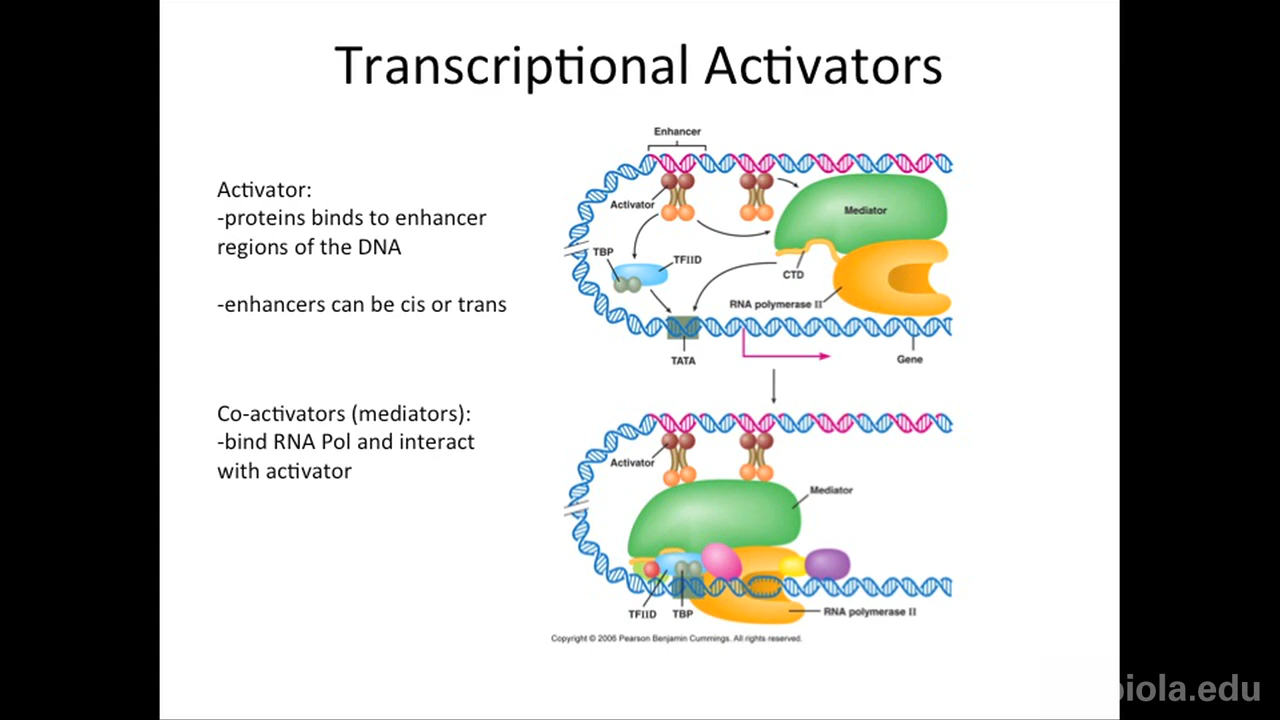 Transcriptional Activators
Activator:
-proteins binds to enhancer
regions of the DNA
-enhancers can be cis or trans
Co-activators (mediators):
-bind RNA Pol and interact
with activator
Enhancer
Activator
Mediator
TBP
TFIID
CTD
RNA polymerase II
TATA
Gene
Activator
Mediator
TFIID
TBP
RNA polymerase II
Copyright © 2006 Pearson Benjamin Cummings. All rights reserved.
biola.edu